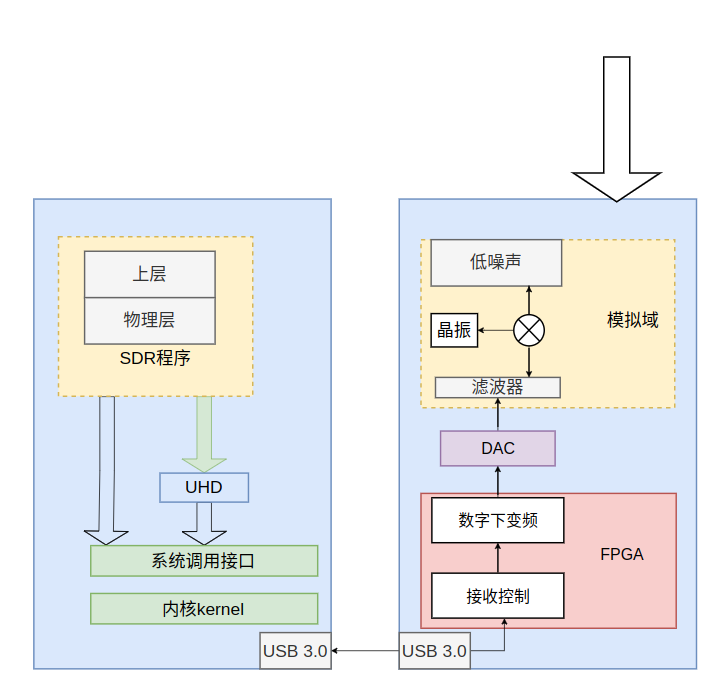 上层
物理层
SDR程序
UHD
系统调用接口
内核kernel
USB 3.0
低噪声
晶振
模拟域
滤波器
DAC
数字下变频
FPGA
接收控制
USB 3.0